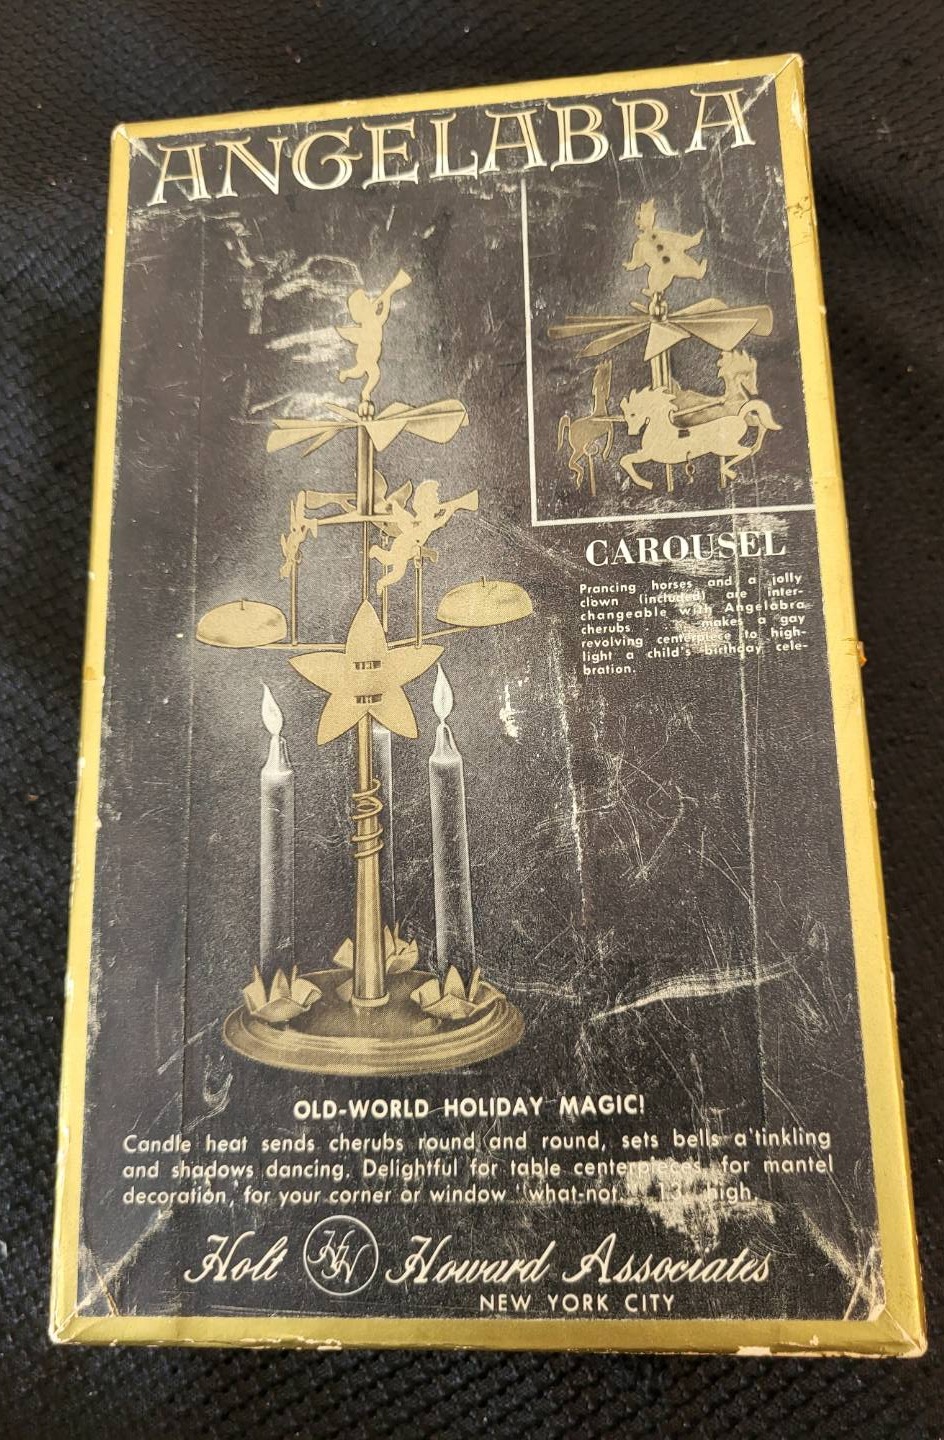 ANGELABRA
CAROUSEL
Prancing horses and a jolly
clown (included) are inter-
changeable with Angelabra
cherubs makes a gay
revolving centerpiece to high-
light a child's birthday cele-
bration.
OLD-WORLD HOLIDAY MAGIC!
Candle heat sends cherubs round and round, sets bells a'tinkling
and shadows dancing. Delightful for table centerpieces, for mantel
decoration, for your corner or window "what-not. 13 high.
Holt HH Howard Associates
NEW YORK CITY